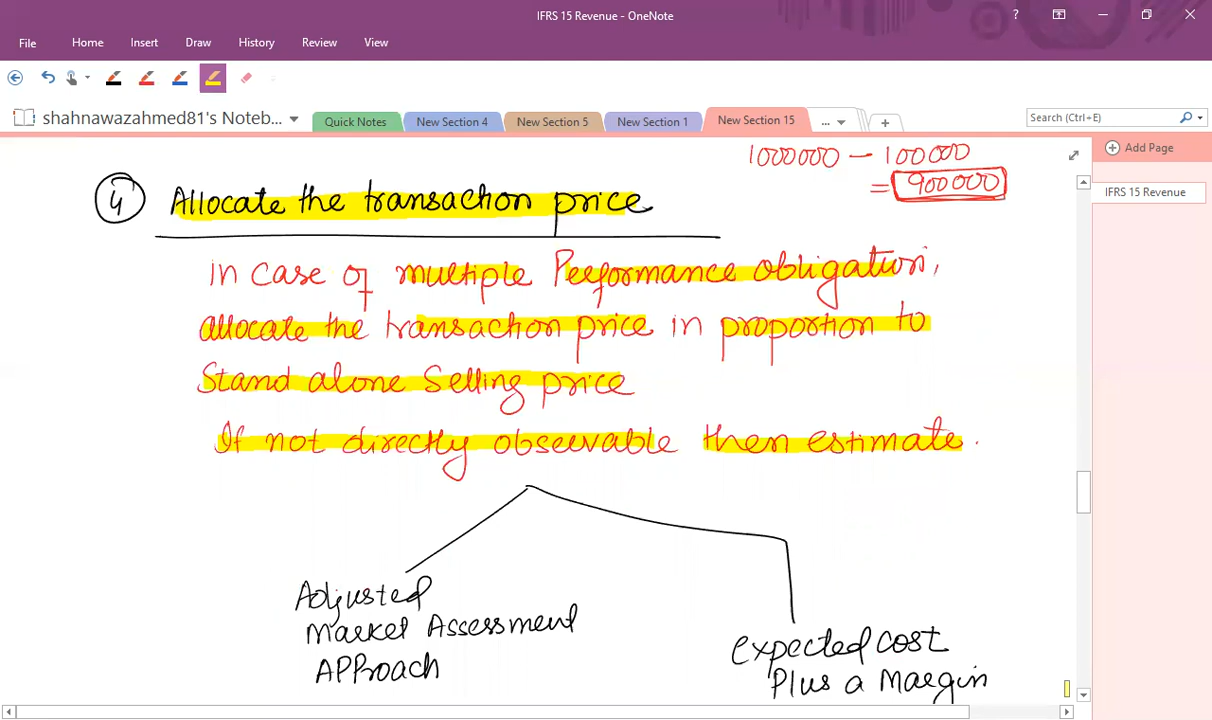 IFRS 15 Revenue - OneNote
?
File Home Insert Draw History Review View
shahnawazahmed81's Noteb... Quick Notes New Section 4 New Section 5 New Section 1 New Section 15 ... + Search (Ctrl+E)
Add Page
IFRS 15 Revenue
1000000 - 100000
= 900000
4 Allocate the transaction price
In case of multiple Performance obligation,
allocate the transaction price in proportion to
Stand alone Selling price
If not directly observable then estimate.
Adjusted
Market Assessment
APProach
Expected cost
Plus a Margin